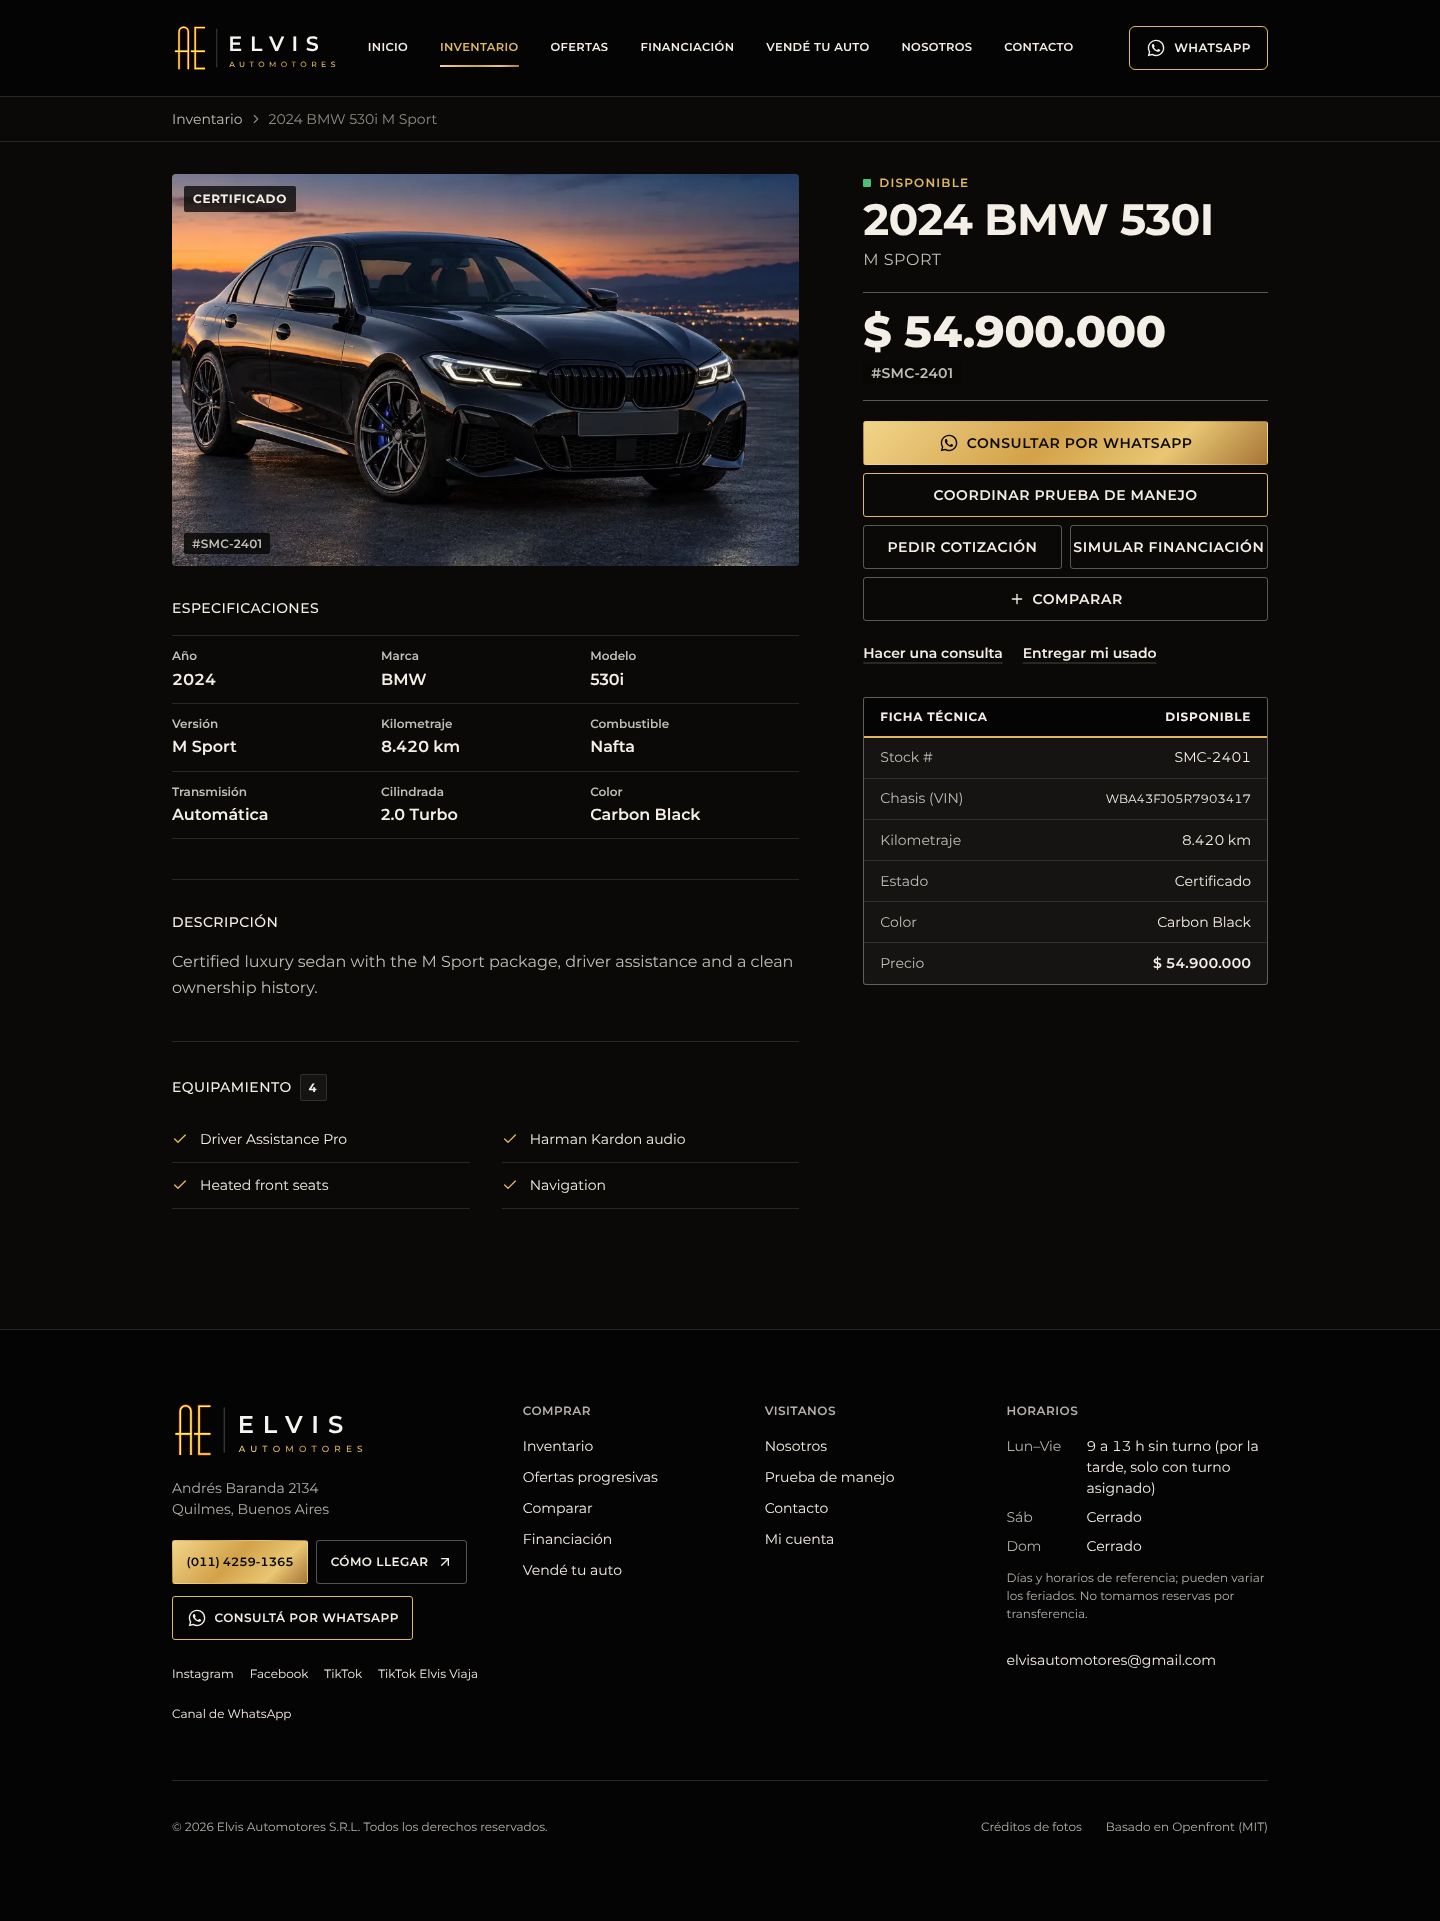 AE ELVIS
AUTOMOTORES
INICIO
INVENTARIO
OFERTAS
FINANCIACIÓN
VENDÉ TU AUTO
NOSOTROS
CONTACTO
WHATSAPP
Inventario > 2024 BMW 530i M Sport
CERTIFICADO
#SMC-2401
DISPONIBLE
2024 BMW 530I
M SPORT
$ 54.900.000
#SMC-2401
CONSULTAR POR WHATSAPP
COORDINAR PRUEBA DE MANEJO
PEDIR COTIZACIÓN
SIMULAR FINANCIACIÓN
+ COMPARAR
Hacer una consulta
Entregar mi usado
FICHA TÉCNICA DISPONIBLE
Stock # SMC-2401
Chasis (VIN) WBA43FJ05R7903417
Kilometraje 8.420 km
Estado Certificado
Color Carbon Black
Precio $ 54.900.000
ESPECIFICACIONES
Año
2024
Marca
BMW
Modelo
530i
Versión
M Sport
Kilometraje
8.420 km
Combustible
Nafta
Transmisión
Automática
Cilindrada
2.0 Turbo
Color
Carbon Black
DESCRIPCIÓN
Certified luxury sedan with the M Sport package, driver assistance and a clean
ownership history.
EQUIPAMIENTO 4
Driver Assistance Pro
Harman Kardon audio
Heated front seats
Navigation
AE ELVIS
AUTOMOTORES
Andrés Baranda 2134
Quilmes, Buenos Aires
(011) 4259-1365
CÓMO LLEGAR
CONSULTÁ POR WHATSAPP
Instagram
Facebook
TikTok
TikTok Elvis Viaja
Canal de WhatsApp
COMPRAR
Inventario
Ofertas progresivas
Comparar
Financiación
Vendé tu auto
VISITANOS
Nosotros
Prueba de manejo
Contacto
Mi cuenta
HORARIOS
Lun–Vie 9 a 13 h sin turno (por la
tarde, solo con turno
asignado)
Sáb Cerrado
Dom Cerrado
Días y horarios de referencia; pueden variar
los feriados. No tomamos reservas por
transferencia.
elvisautomotores@gmail.com
© 2026 Elvis Automotores S.R.L. Todos los derechos reservados.
Créditos de fotos
Basado en Openfront (MIT)